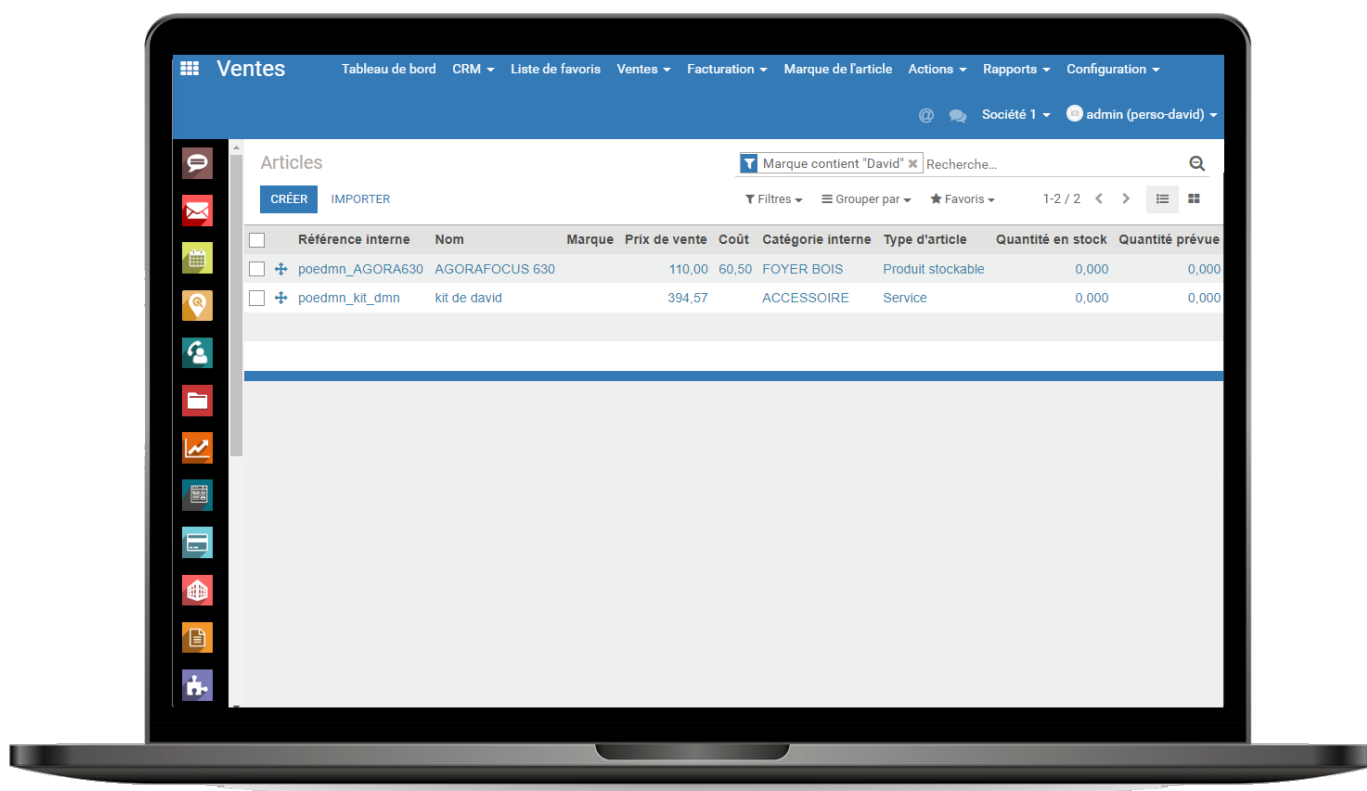 Ventes Tableau de bord CRM Liste de favoris Ventes Facturation Marque de l'article Actions Rapports Configuration
@ Société 1 admin (perso-david)
Articles Marque contient "David" Recherche...
CRÉER IMPORTER Filtres Grouper par Favoris 1-2 / 2
Référence interne Nom Marque Prix de vente Coût Catégorie interne Type d'article Quantité en stock Quantité prévue
poedmn_AGORA630 AGORAFOCUS 630 110,00 60,50 FOYER BOIS Produit stockable 0,000 0,000
poedmn_kit_dmn kit de david 394,57 ACCESSOIRE Service 0,000 0,000